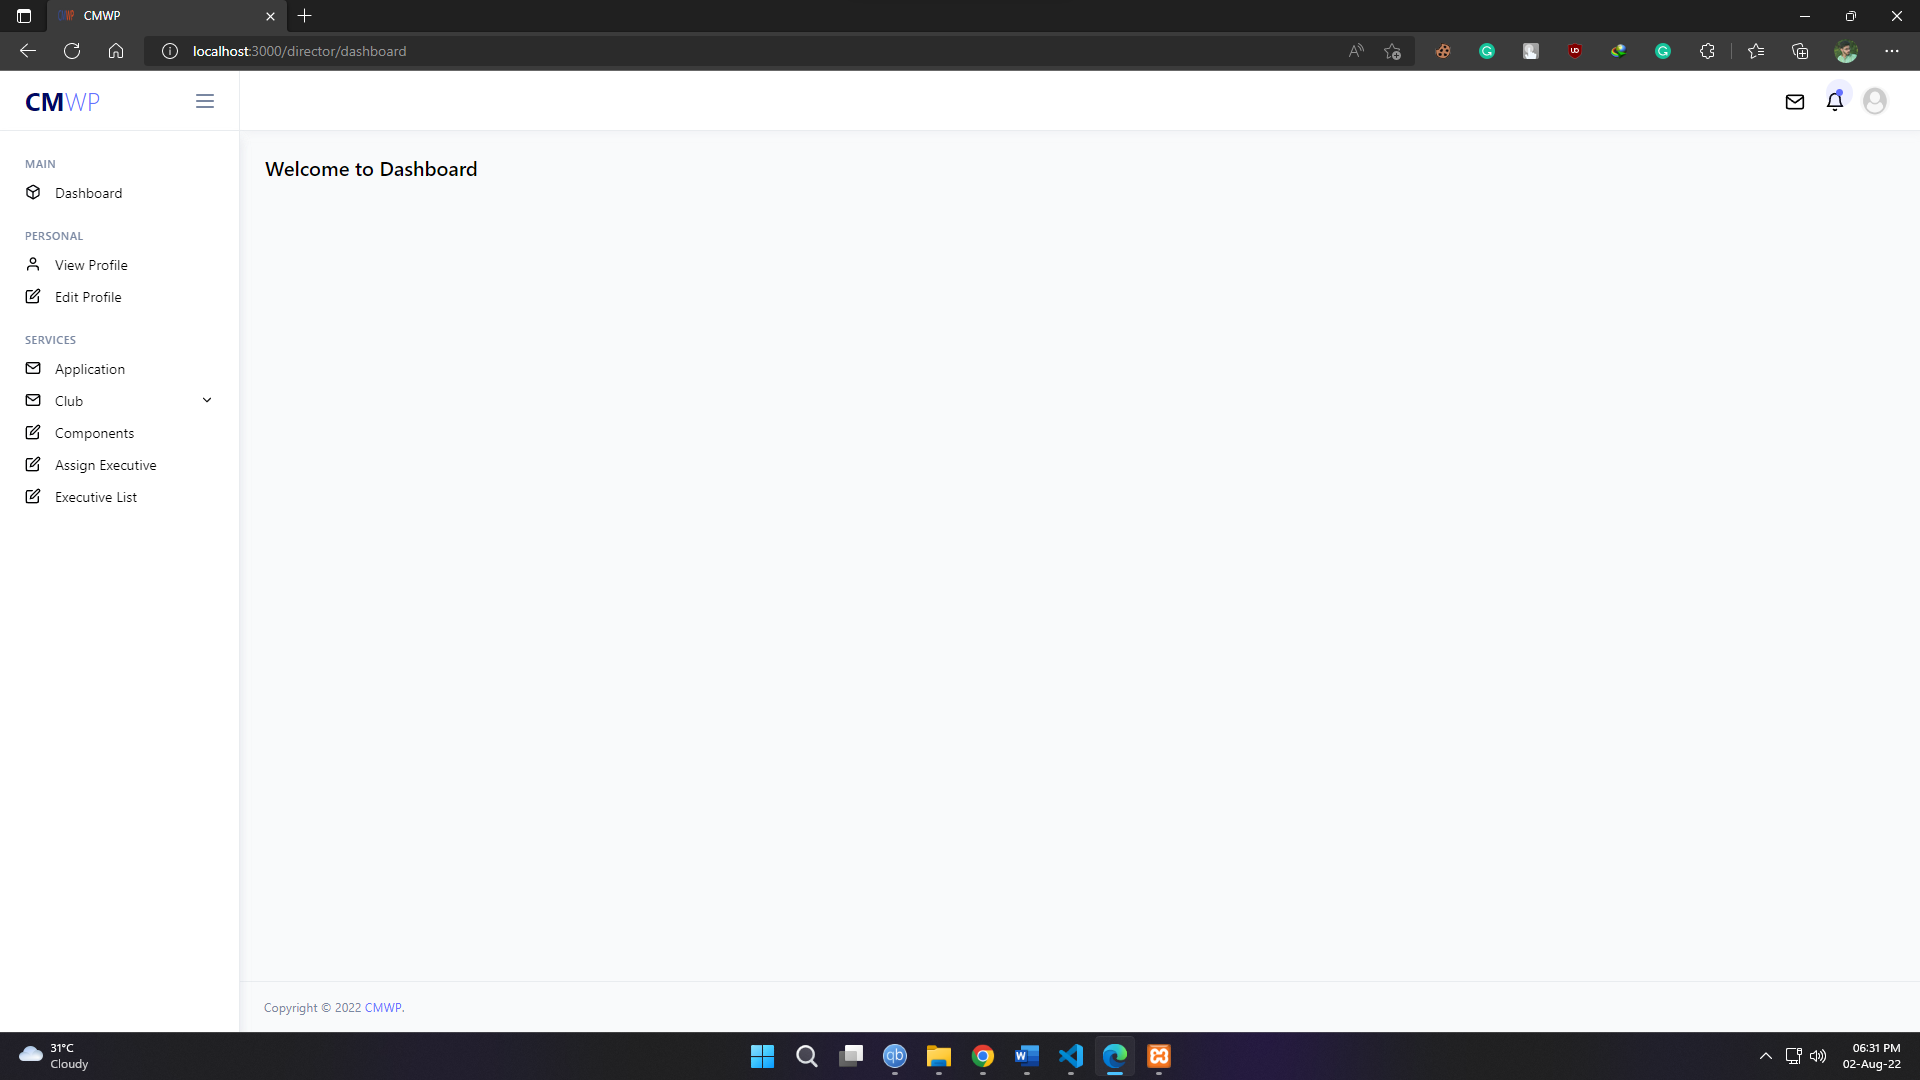 CMWP
localhost:3000/director/dashboard
CMWP
MAIN
Dashboard
PERSONAL
View Profile
Edit Profile
SERVICES
Application
Club
Components
Assign Executive
Executive List
Welcome to Dashboard
Copyright © 2022 CMWP.
31°C
Cloudy
06:31 PM
02-Aug-22